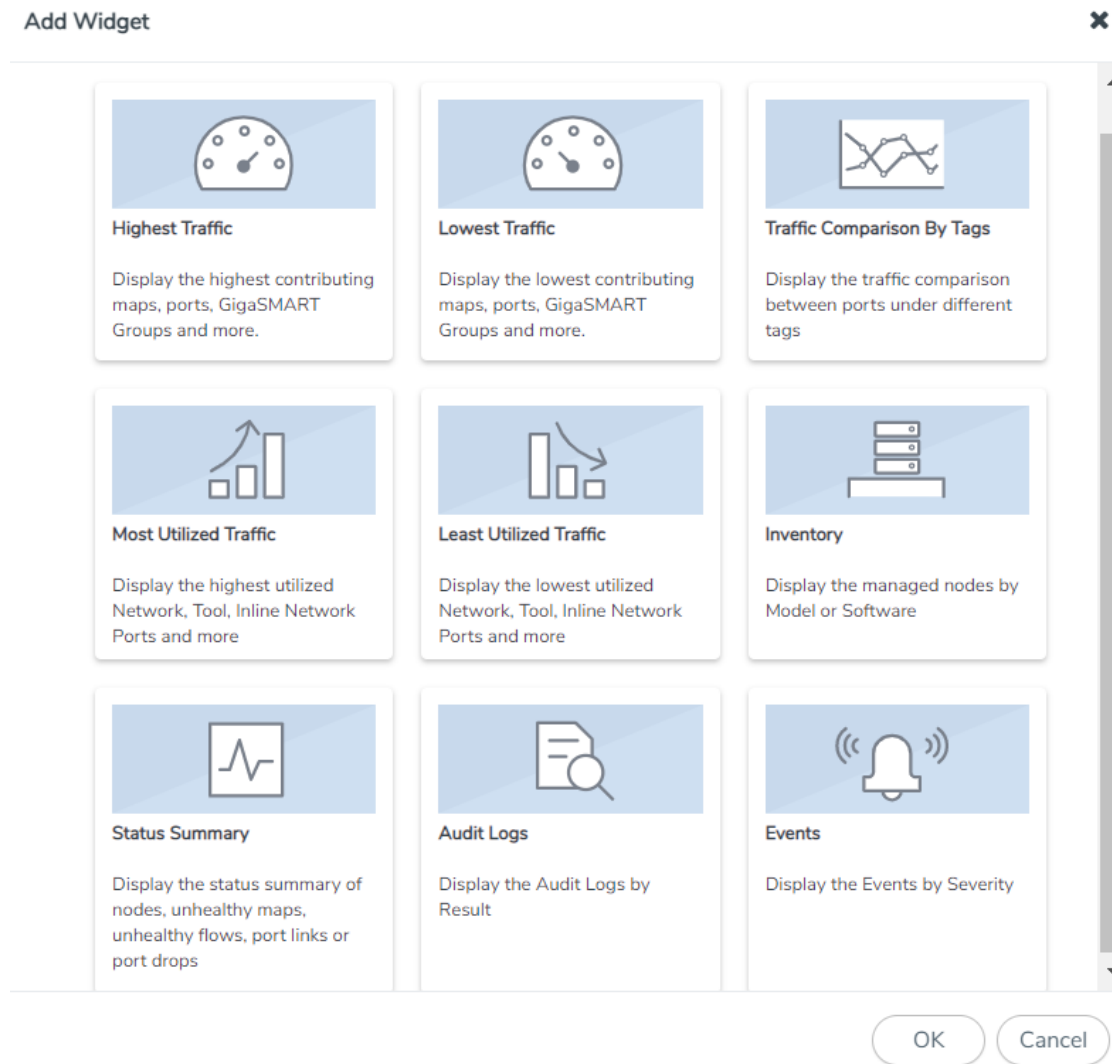 Add Widget
Highest Traffic
Display the highest contributing
maps, ports, GigaSMART
Groups and more.
Lowest Traffic
Display the lowest contributing
maps, ports, GigaSMART
Groups and more.
Traffic Comparison By Tags
Display the traffic comparison
between ports under different
tags
Most Utilized Traffic
Display the highest utilized
Network, Tool, Inline Network
Ports and more
Least Utilized Traffic
Display the lowest utilized
Network, Tool, Inline Network
Ports and more
Inventory
Display the managed nodes by
Model or Software
Status Summary
Display the status summary of
nodes, unhealthy maps,
unhealthy flows, port links or
port drops
Audit Logs
Display the Audit Logs by
Result
Events
Display the Events by Severity
OK
Cancel